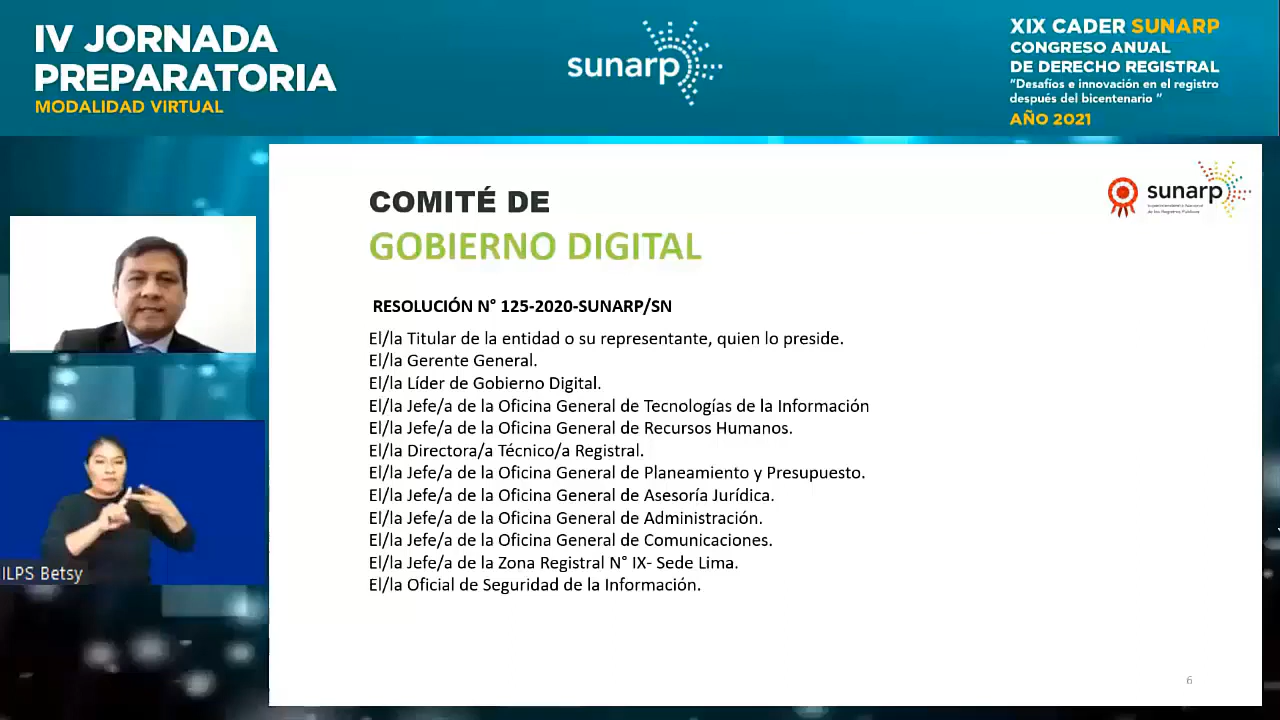 IV JORNADA
PREPARATORIA
MODALIDAD VIRTUAL
sunarp
XIX CADER SUNARP
CONGRESO ANUAL
DE DERECHO REGISTRAL
"Desafíos e innovación en el registro
después del bicentenario "
AÑO 2021
sunarp
Superintendencia Nacional
de los Registros Públicos
COMITÉ DE
GOBIERNO DIGITAL
RESOLUCIÓN N° 125-2020-SUNARP/SN
El/la Titular de la entidad o su representante, quien lo preside.
El/la Gerente General.
El/la Líder de Gobierno Digital.
El/la Jefe/a de la Oficina General de Tecnologías de la Información
El/la Jefe/a de la Oficina General de Recursos Humanos.
El/la Directora/a Técnico/a Registral.
El/la Jefe/a de la Oficina General de Planeamiento y Presupuesto.
El/la Jefe/a de la Oficina General de Asesoría Jurídica.
El/la Jefe/a de la Oficina General de Administración.
El/la Jefe/a de la Oficina General de Comunicaciones.
El/la Jefe/a de la Zona Registral N° IX- Sede Lima.
El/la Oficial de Seguridad de la Información.
ILPS Betsy
6